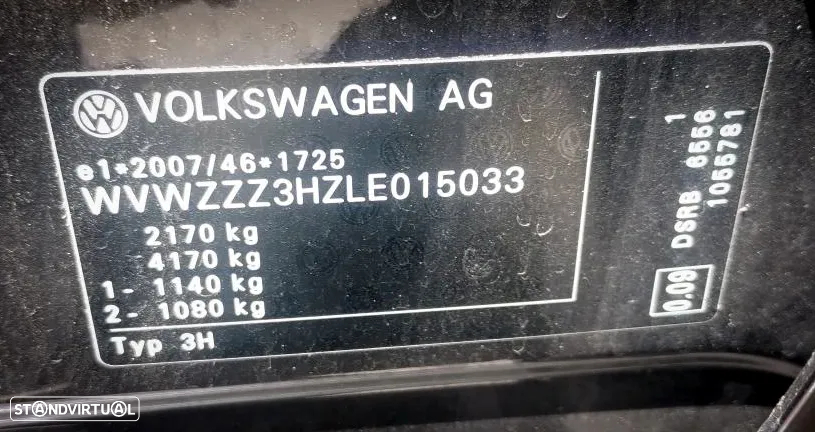 VOLKSWAGEN AG
e1*2007/46*1725
WVWZZZ3HZLE015033
2170 kg
4170 kg
1- 1140 kg
2- 1080 kg
Typ 3H
0.09 DSRB 6556 1
1055781
STANDVIRTUAL